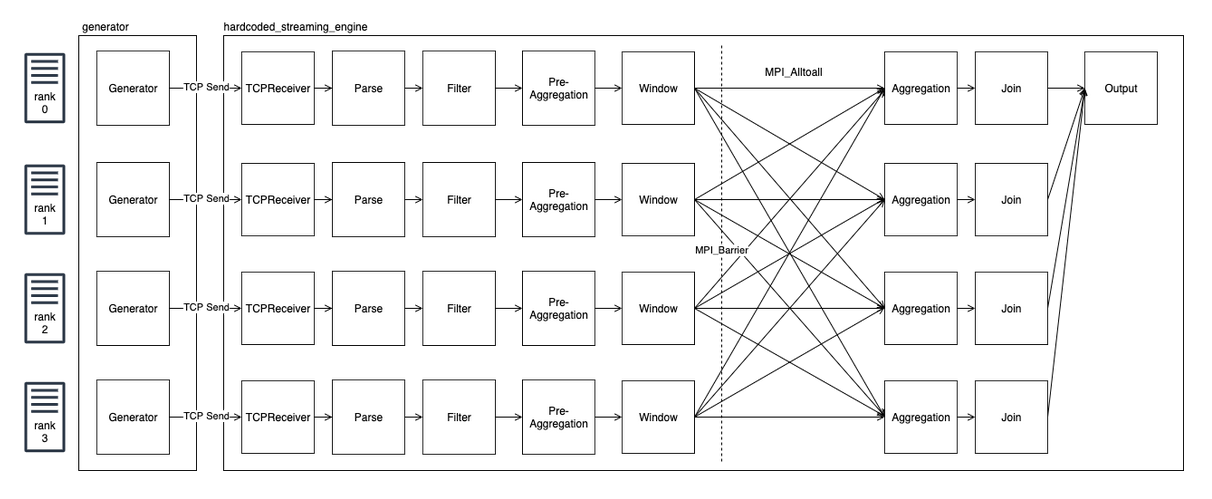 generator
hardcoded_streaming_engine
rank
0
Generator
TCP Send
TCPReceiver
Parse
Filter
Pre-
Aggregation
Window
MPI_Alltoall
Aggregation
Join
Output
rank
1
Generator
TCP Send
TCPReceiver
Parse
Filter
Pre-
Aggregation
Window
Aggregation
Join
MPI_Barrier
rank
2
Generator
TCP Send
TCPReceiver
Parse
Filter
Pre-
Aggregation
Window
Aggregation
Join
rank
3
Generator
TCP Send
TCPReceiver
Parse
Filter
Pre-
Aggregation
Window
Aggregation
Join